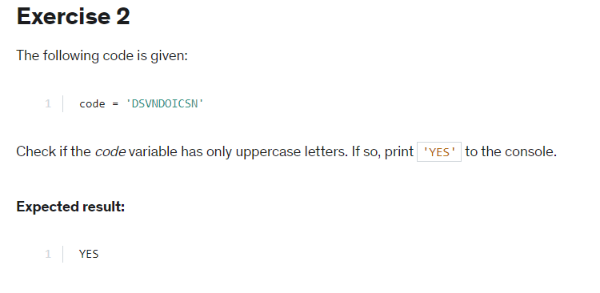 Exercise 2
The following code is given:
1 code = 'DSVNDOICSN'
Check if the code variable has only uppercase letters. If so, print 'YES' to the console.
Expected result:
1 YES